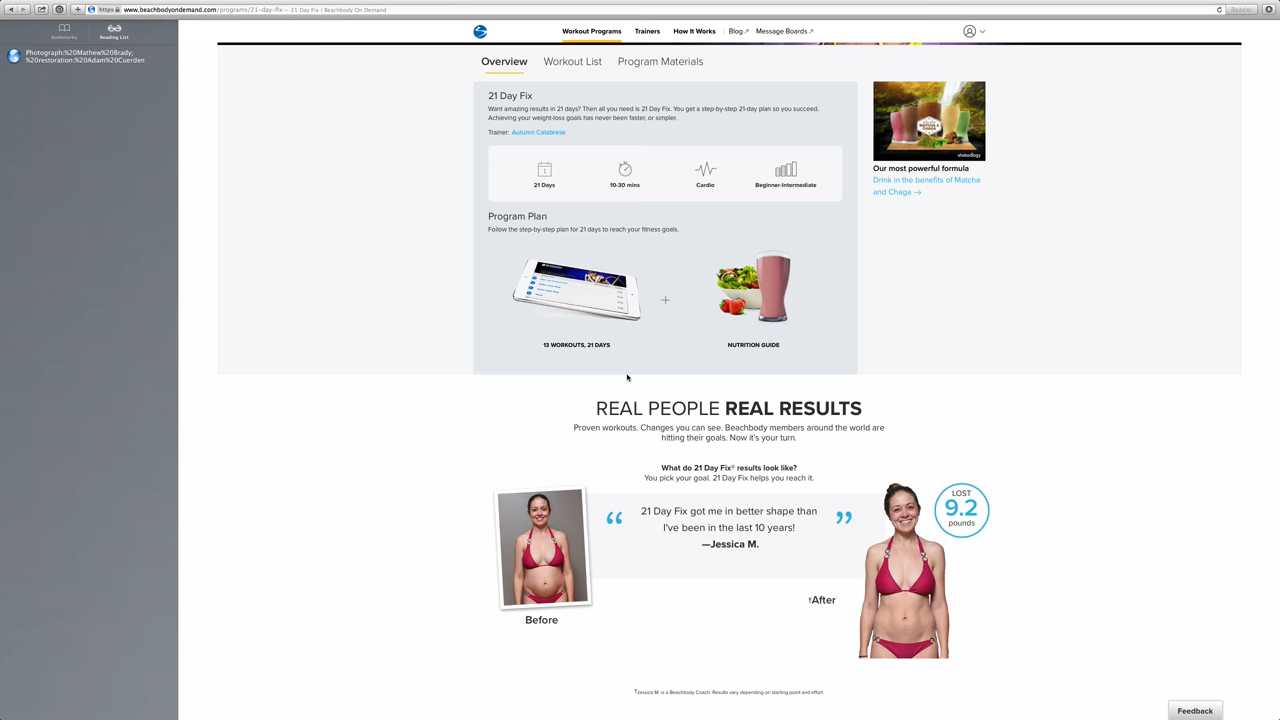 https www.beachbodyondemand.com/programs/21-day-fix — 21 Day Fix | Beachbody On Demand
Reader
Bookmarks
Reading List
Photograph:%20Mathew%20Brady;
%20restoration:%20Adam%20Cuerden
Workout Programs
Trainers
How It Works
Blog
Message Boards
Overview
Workout List
Program Materials
21 Day Fix
Want amazing results in 21 days? Then all you need is 21 Day Fix. You get a step-by-step 21-day plan so you succeed.
Achieving your weight-loss goals has never been faster, or simpler.
Trainer: Autumn Calabrese
21 Days
10-30 mins
Cardio
Beginner-Intermediate
MATCHA
& CHAGA
shakeology
Our most powerful formula
Drink in the benefits of Matcha
and Chaga →
Program Plan
Follow the step-by-step plan for 21 days to reach your fitness goals.
+
13 WORKOUTS, 21 DAYS
NUTRITION GUIDE
REAL PEOPLE REAL RESULTS
Proven workouts. Changes you can see. Beachbody members around the world are
hitting their goals. Now it's your turn.
What do 21 Day Fix® results look like?
You pick your goal. 21 Day Fix helps you reach it.
“ 21 Day Fix got me in better shape than ”
I've been in the last 10 years!
—Jessica M.
LOST
9.2
pounds
Before
†After
†Jessica M. is a Beachbody Coach. Results vary depending on starting point and effort.
Feedback